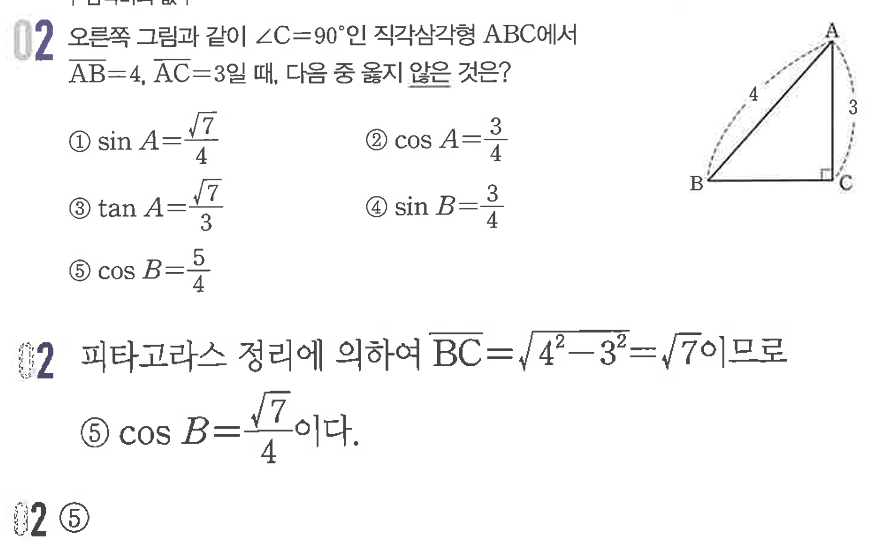 02 오른쪽 그림과 같이 ∠C=90°인 직각삼각형 ABC에서
AB=4, AC=3일 때, 다음 중 옳지 않은 것은?
① sin A=√7/4 ② cos A=3/4
③ tan A=√7/3 ④ sin B=3/4
⑤ cos B=5/4
A
4
3
B
C
02 피타고라스 정리에 의하여 BC=√(4²-3²)=√7이므로
⑤ cos B=√7/4이다.
02 ⑤